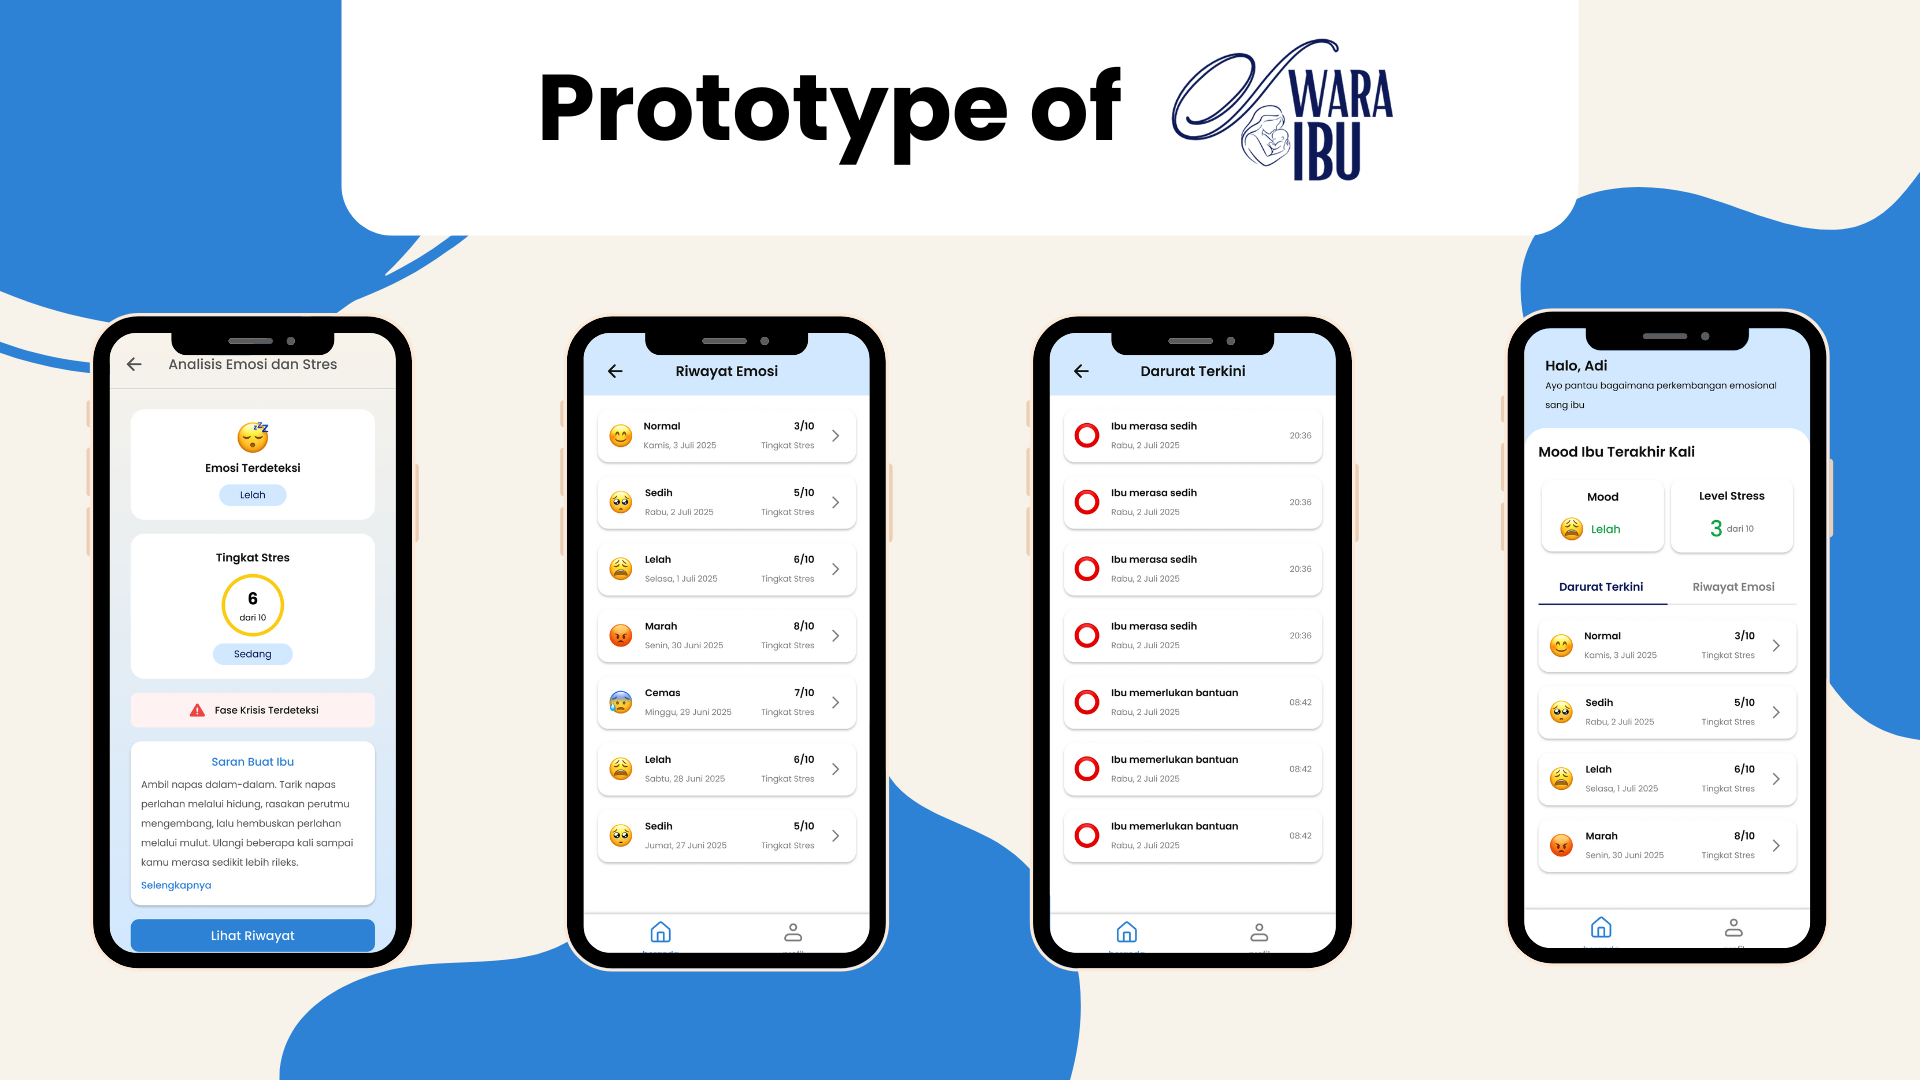 Prototype of
SWARA
IBU
Analisis Emosi dan Stres
Emosi Terdeteksi
Lelah
Tingkat Stres
6
dari 10
Sedang
Fase Krisis Terdeteksi
Saran Buat Ibu
Ambil napas dalam-dalam. Tarik napas
perlahan melalui hidung, rasakan perutmu
mengembang, lalu hembuskan perlahan
melalui mulut. Ulangi beberapa kali sampai
kamu merasa sedikit lebih rileks.
Selengkapnya
Lihat Riwayat
Riwayat Emosi
Normal 3/10
Kamis, 3 Juli 2025 Tingkat Stres
Sedih 5/10
Rabu, 2 Juli 2025 Tingkat Stres
Lelah 6/10
Selasa, 1 Juli 2025 Tingkat Stres
Marah 8/10
Senin, 30 Juni 2025 Tingkat Stres
Cemas 7/10
Minggu, 29 Juni 2025 Tingkat Stres
Lelah 6/10
Sabtu, 28 Juni 2025 Tingkat Stres
Sedih 5/10
Jumat, 27 Juni 2025 Tingkat Stres
Darurat Terkini
Ibu merasa sedih
Rabu, 2 Juli 2025 20:36
Ibu merasa sedih
Rabu, 2 Juli 2025 20:36
Ibu merasa sedih
Rabu, 2 Juli 2025 20:36
Ibu merasa sedih
Rabu, 2 Juli 2025 20:36
Ibu memerlukan bantuan
Rabu, 2 Juli 2025 08:42
Ibu memerlukan bantuan
Rabu, 2 Juli 2025 08:42
Ibu memerlukan bantuan
Rabu, 2 Juli 2025 08:42
Halo, Adi
Ayo pantau bagaimana perkembangan emosional
sang ibu
Mood Ibu Terakhir Kali
Mood
Lelah
Level Stress
3 dari 10
Darurat Terkini Riwayat Emosi
Normal 3/10
Kamis, 3 Juli 2025 Tingkat Stres
Sedih 5/10
Rabu, 2 Juli 2025 Tingkat Stres
Lelah 6/10
Selasa, 1 Juli 2025 Tingkat Stres
Marah 8/10
Senin, 30 Juni 2025 Tingkat Stres